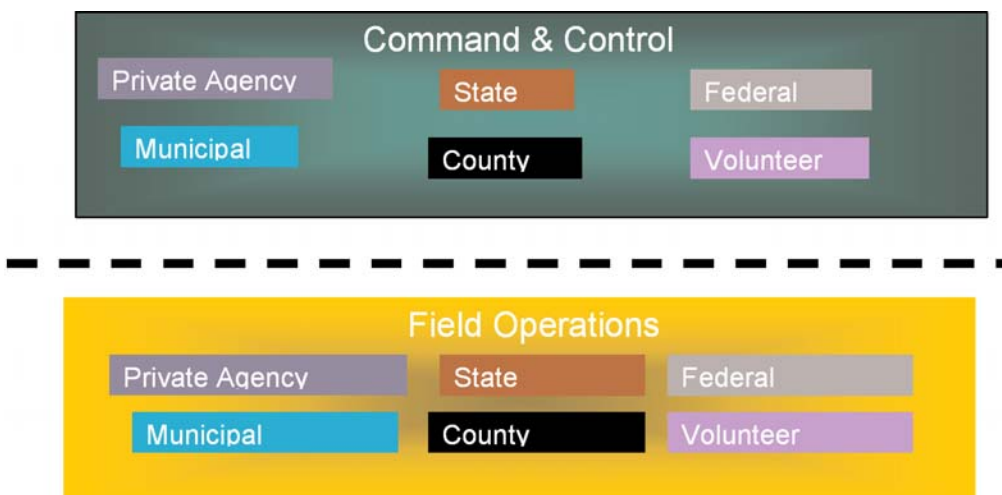 Command & Control
Private Agency State Federal
Municipal County Volunteer
Field Operations
Private Agency State Federal
Municipal County Volunteer